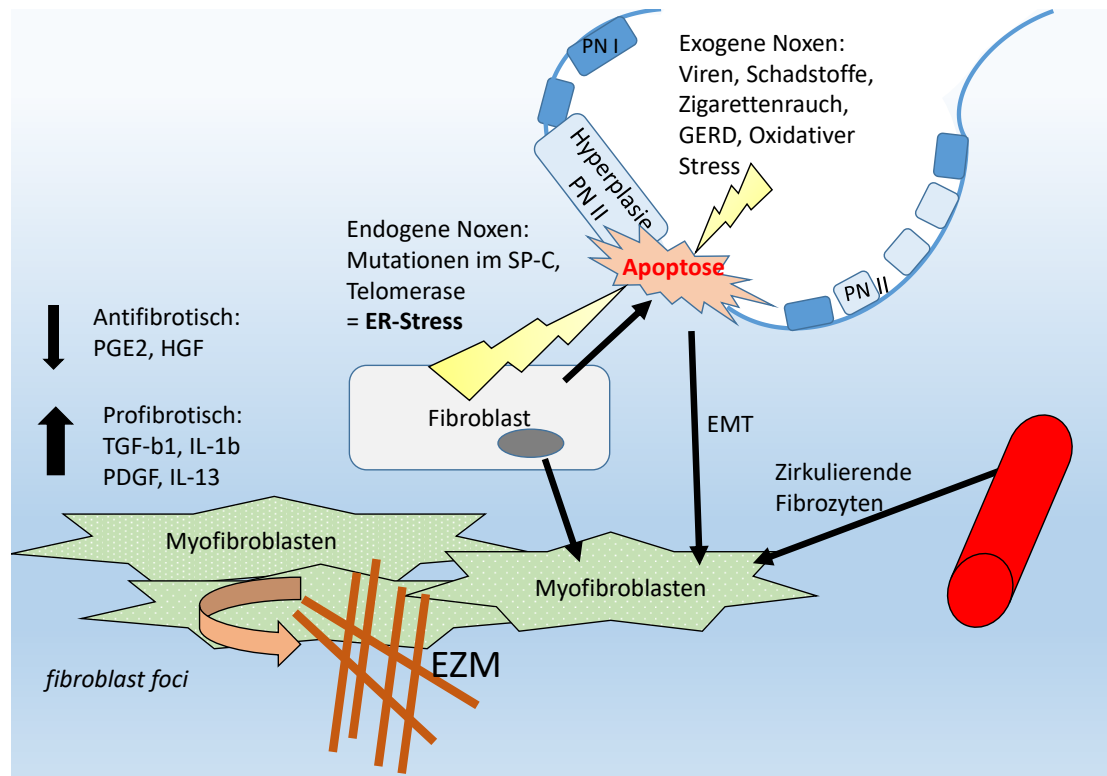 PN I
Exogene Noxen:
Viren, Schadstoffe,
Zigarettenrauch,
GERD, Oxidativer
Stress
Hyperplasie
PN II
Apoptose
PN II
Endogene Noxen:
Mutationen im SP-C,
Telomerase
= ER-Stress
Antifibrotisch:
PGE2, HGF
Profibrotisch:
TGF-b1, IL-1b
PDGF, IL-13
Fibroblast
EMT
Zirkulierende
Fibrozyten
Myofibroblasten
Myofibroblasten
EZM
fibroblast foci